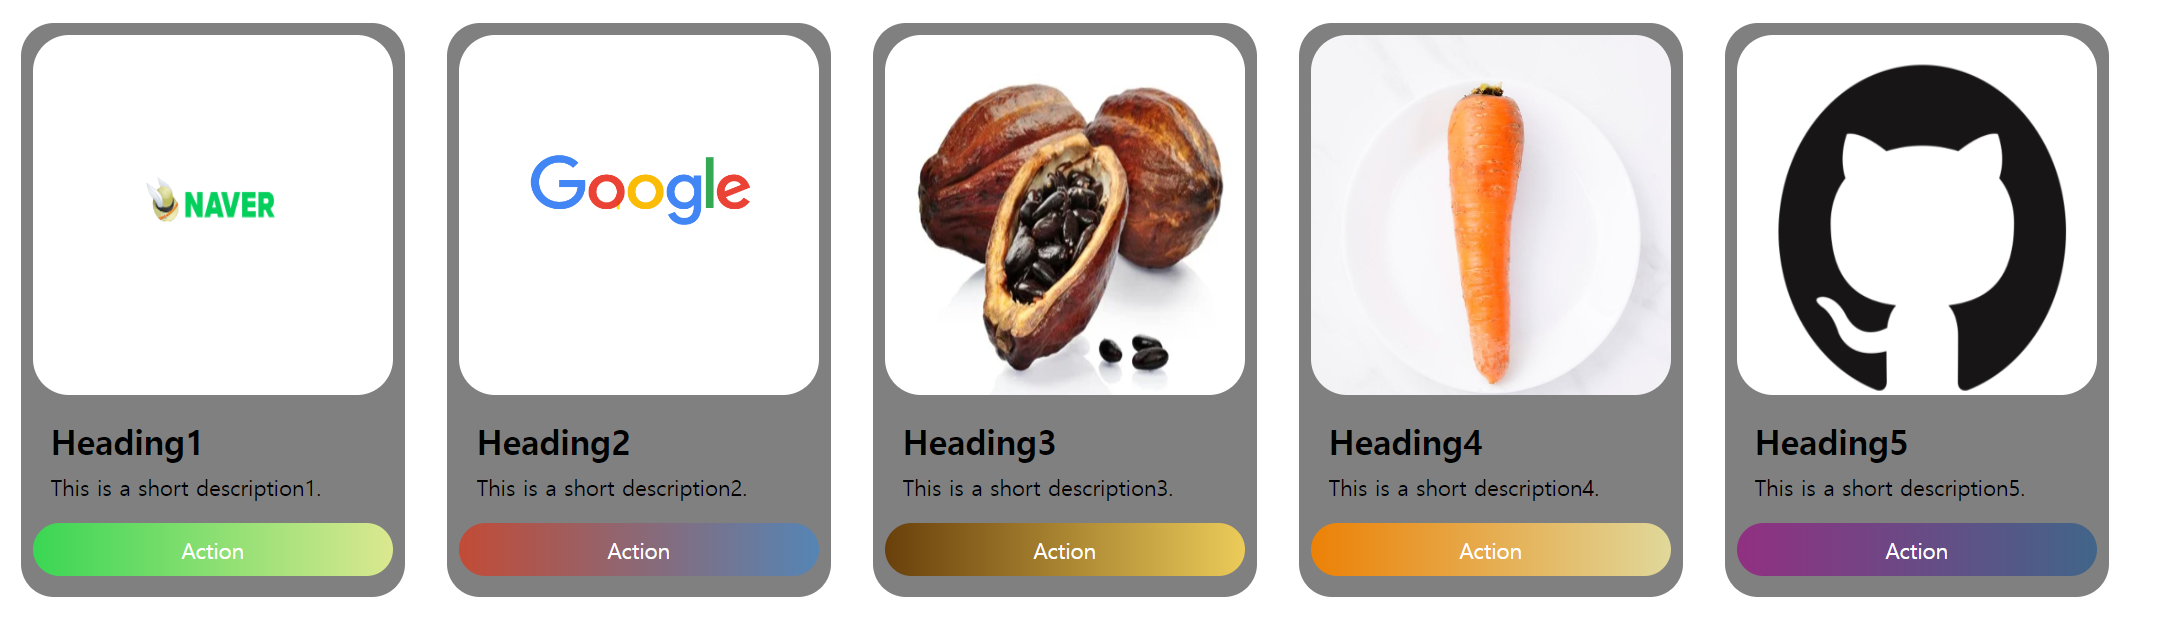 NAVER
Heading1
This is a short description1.
Action
Google
Heading2
This is a short description2.
Action
Heading3
This is a short description3.
Action
Heading4
This is a short description4.
Action
Heading5
This is a short description5.
Action